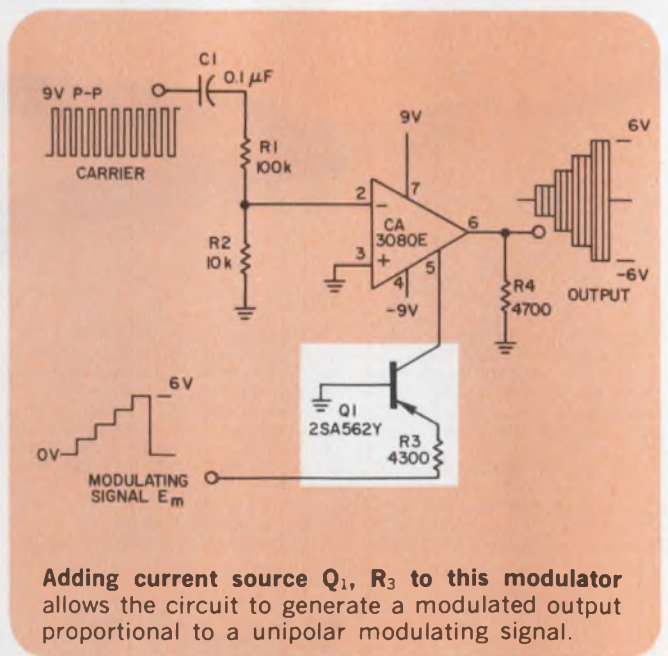 C1
0.1 μF
9V P-P
CARRIER
R1
100k
R2
10k
9V
2
7
-
CA
3080E
6
3
+
5
4
-9V
6V
-6V
OUTPUT
R4
4700
Q1
2SA562Y
R3
4300
6V
0V
MODULATING
SIGNAL Em
Adding current source Q₁, R₃ to this modulator
allows the circuit to generate a modulated output
proportional to a unipolar modulating signal.